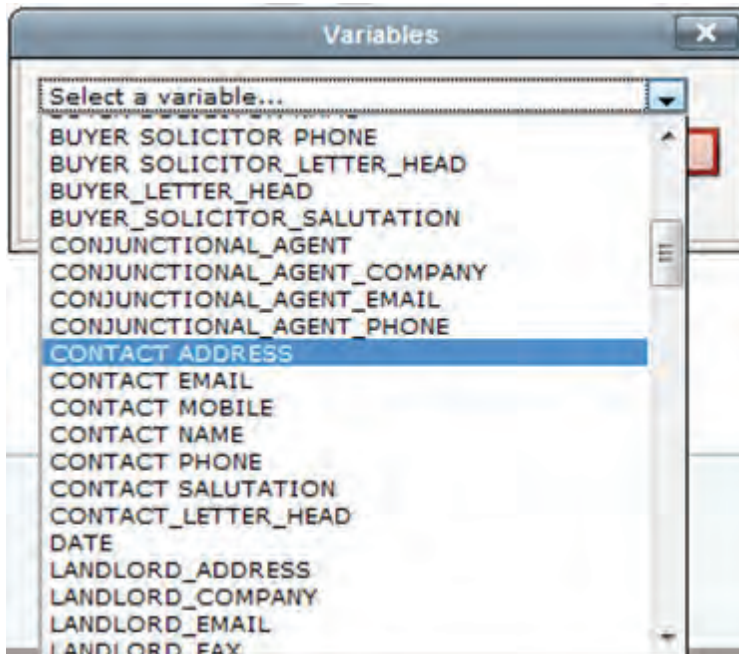 Variables
Select a variable...
BUYER SOLICITOR PHONE
BUYER SOLICITOR_LETTER_HEAD
BUYER_LETTER_HEAD
BUYER_SOLICITOR_SALUTATION
CONJUNCTIONAL_AGENT
CONJUNCTIONAL_AGENT_COMPANY
CONJUNCTIONAL_AGENT_EMAIL
CONJUNCTIONAL_AGENT_PHONE
CONTACT ADDRESS
CONTACT EMAIL
CONTACT MOBILE
CONTACT NAME
CONTACT PHONE
CONTACT SALUTATION
CONTACT_LETTER_HEAD
DATE
LANDLORD_ADDRESS
LANDLORD_COMPANY
LANDLORD_EMAIL
LANDLORD_FAX